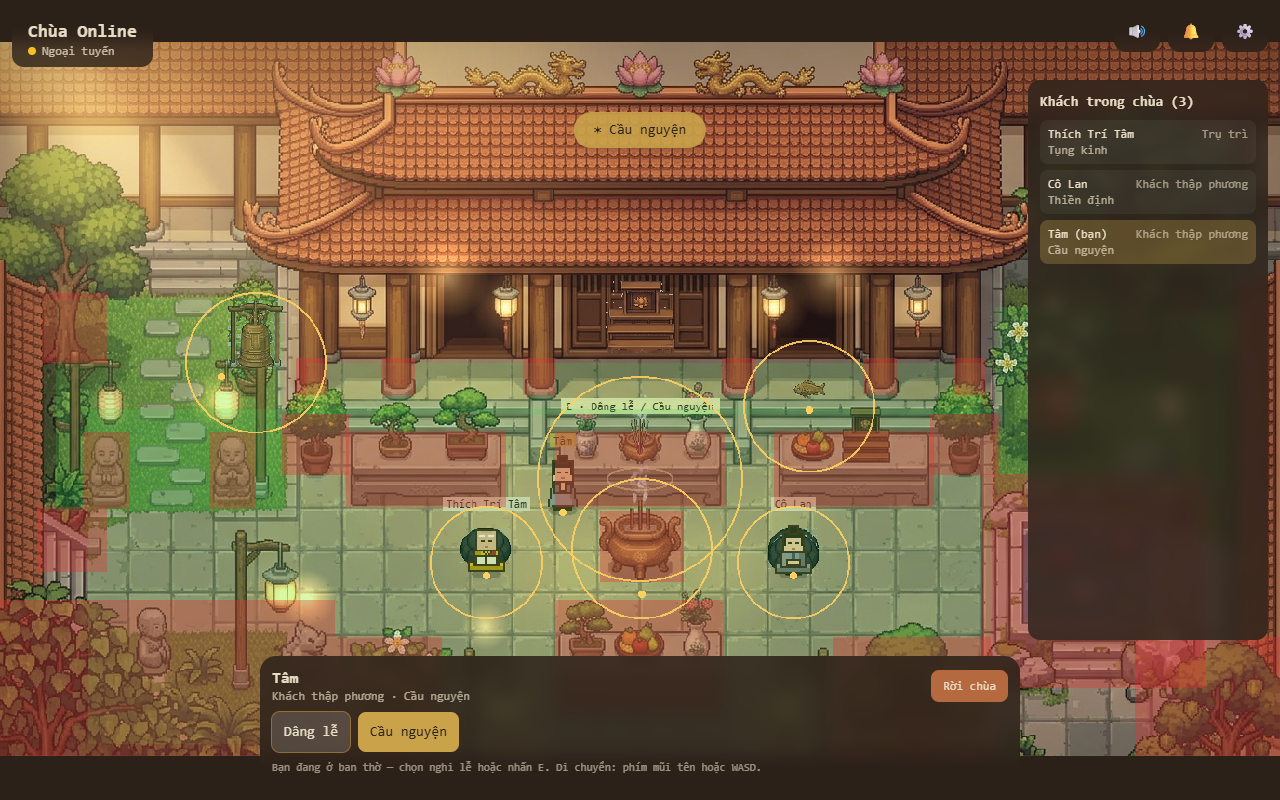 Chùa Online
Ngoại tuyến
✶ Cầu nguyện
Khách trong chùa (3)
Thích Trí Tâm Trụ trì
Tụng kinh
Cô Lan Khách thập phương
Thiền định
Tâm (bạn) Khách thập phương
Cầu nguyện
E · Dâng lễ / Cầu nguyện
Tâm
Thích Trí Tâm
Cô Lan
Tâm
Khách thập phương · Cầu nguyện
Rời chùa
Dâng lễ
Cầu nguyện
Bạn đang ở ban thờ — chọn nghi lễ hoặc nhấn E. Di chuyển: phím mũi tên hoặc WASD.